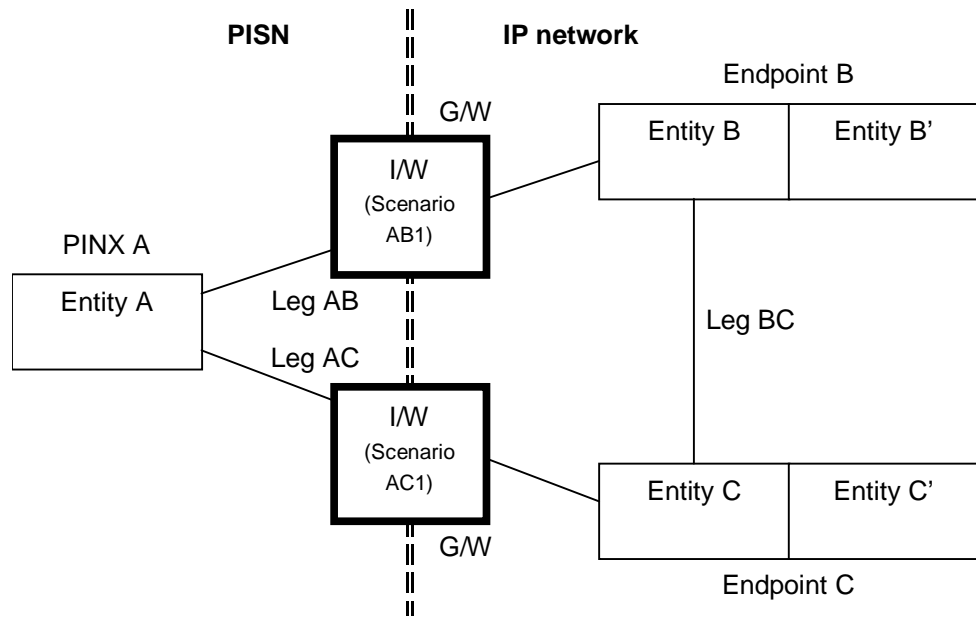 PISN
IP network
Endpoint B
G/W
Entity B
Entity B’
I/W
(Scenario
AB1)
PINX A
Entity A
Leg AB
Leg BC
Leg AC
I/W
(Scenario
AC1)
Entity C
Entity C’
G/W
Endpoint C